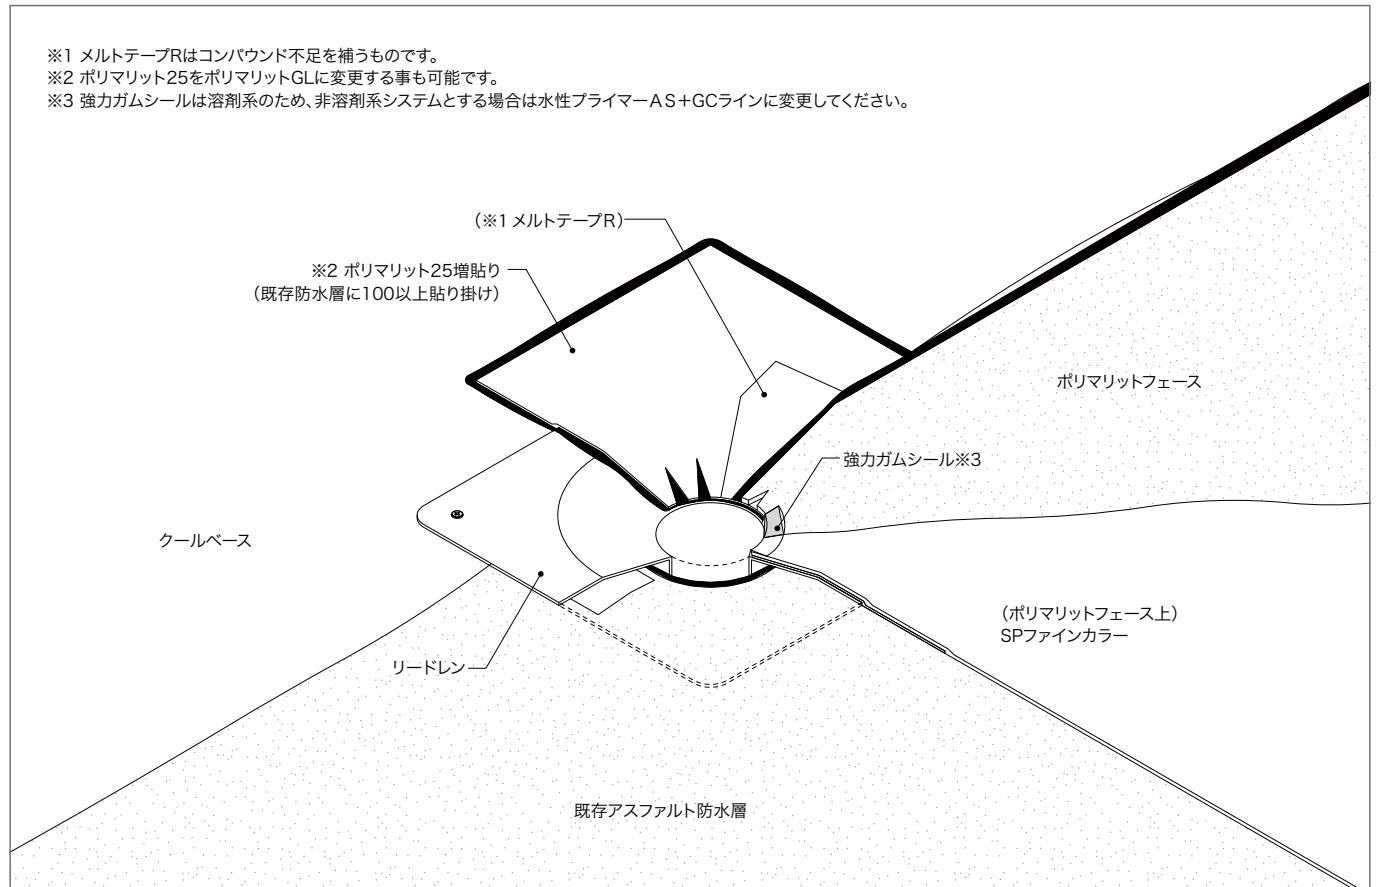 ※1 メルトテープRはコンパウンド不足を補うものです。
※2 ポリマリット25をポリマリットGLに変更する事も可能です。
※3 強力ガムシールは溶剤系のため、非溶剤系システムとする場合は水性プライマーAS+GCラインに変更してください。
(※1 メルトテープR)
※2 ポリマリット25増貼り
(既存防水層に100以上貼り掛け)
ポリマリットフェース
強力ガムシール※3
クールベース
(ポリマリットフェース上)
SPファインカラー
リードレン
既存アスファルト防水層